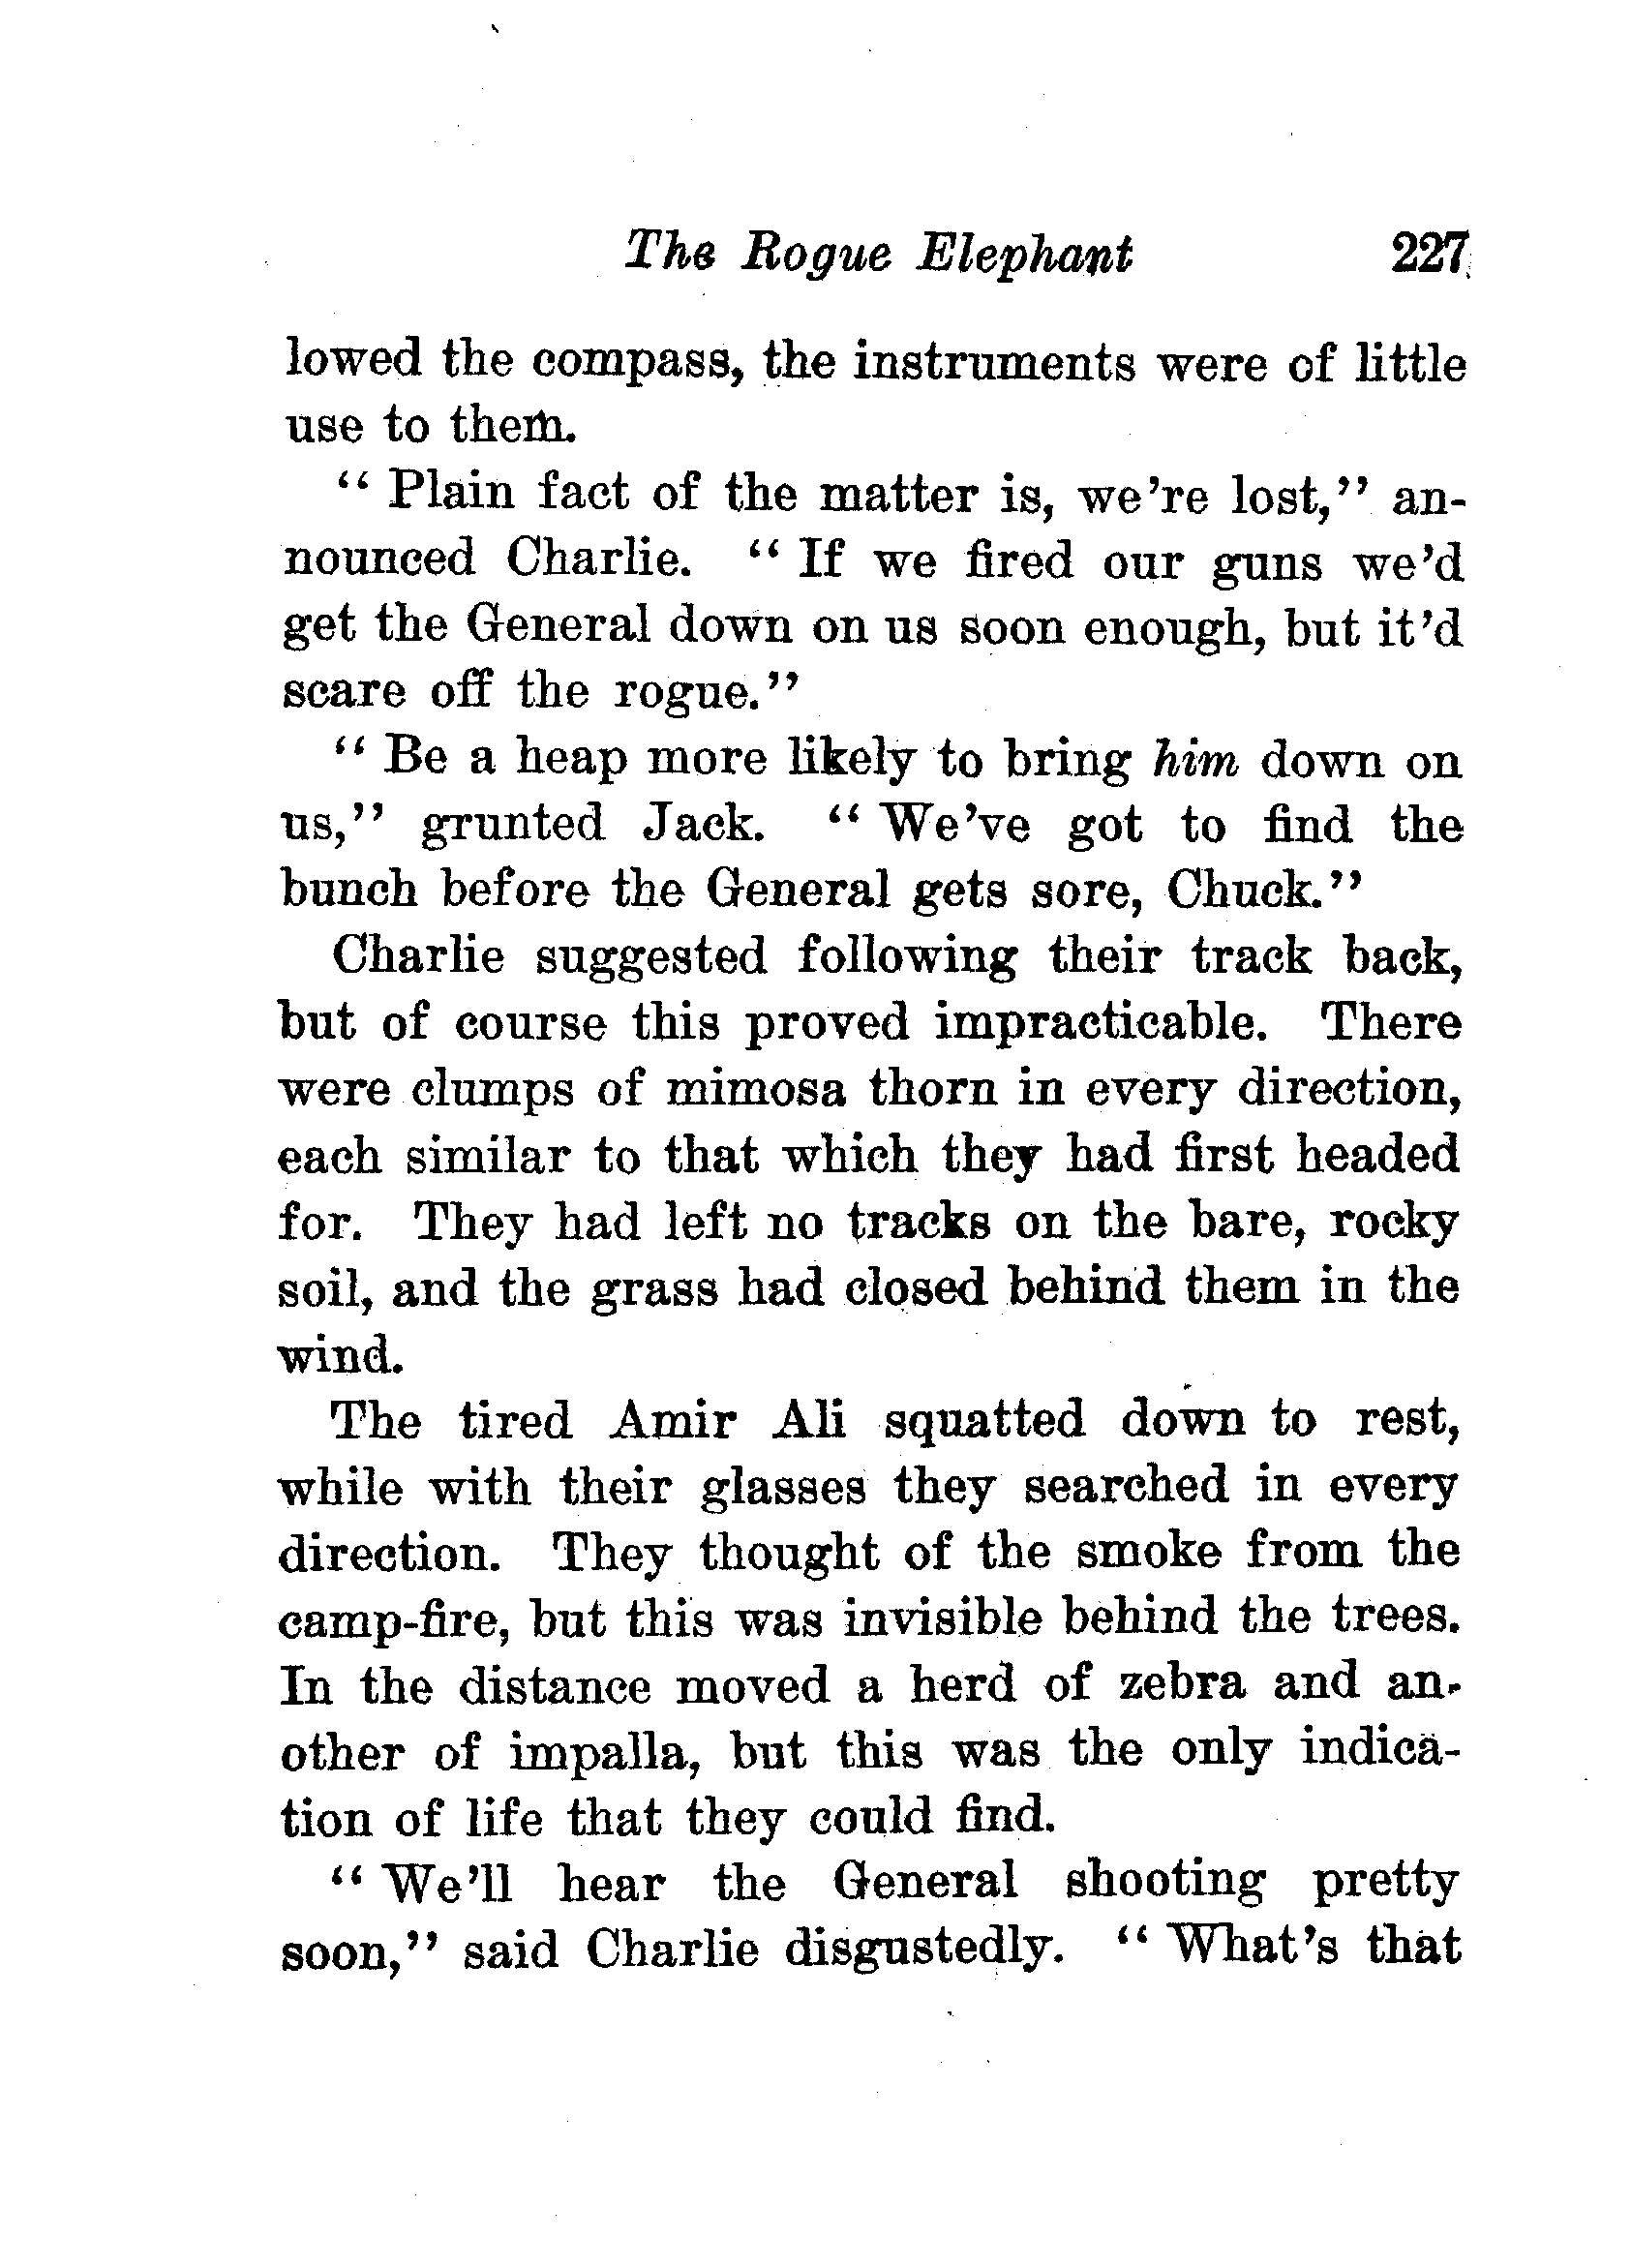 The Rogue Elephant 227
lowed the compass, the instruments were of little
use to them.
“ Plain fact of the matter is, we’re lost,” an-
nounced Charlie. “ If we fired our guns we’d
get the General down on us soon enough, but it’d
scare off the rogue.”
“ Be a heap more likely to bring him down on
us,” grunted Jack. “ We’ve got to find the
bunch before the General gets sore, Chuck.”
Charlie suggested following their track back,
but of course this proved impracticable. There
were clumps of mimosa thorn in every direction,
each similar to that which they had first headed
for. They had left no tracks on the bare, rocky
soil, and the grass had closed behind them in the
wind.
The tired Amir Ali squatted down to rest,
while with their glasses they searched in every
direction. They thought of the smoke from the
camp-fire, but this was invisible behind the trees.
In the distance moved a herd of zebra and an-
other of impalla, but this was the only indica-
tion of life that they could find.
“ We’ll hear the General shooting pretty
soon,” said Charlie disgustedly. “ What’s that